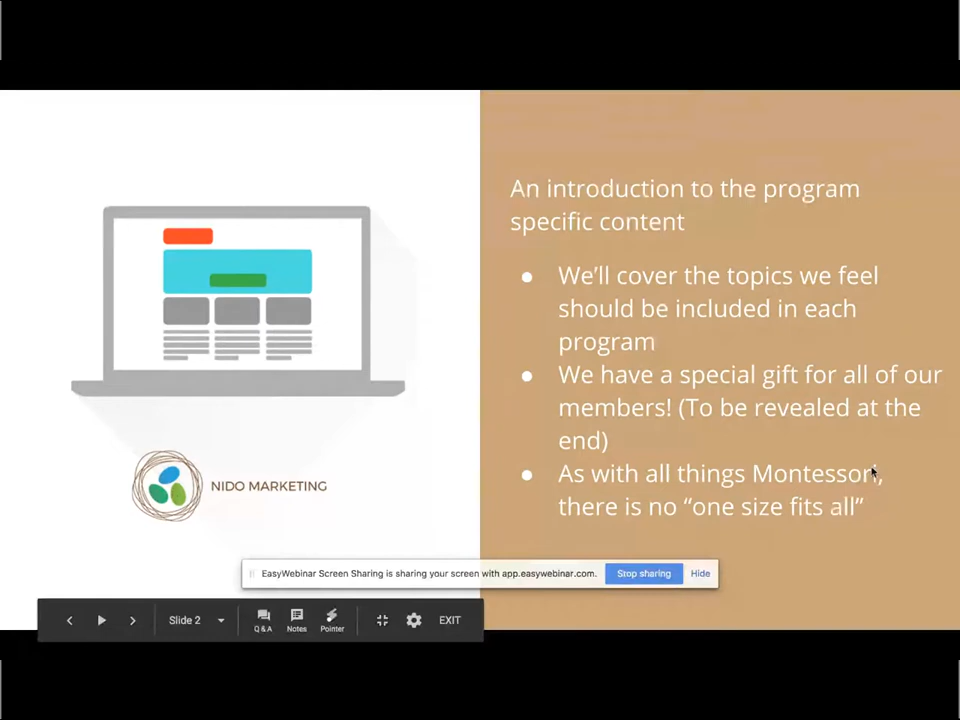 An introduction to the program
specific content
● We’ll cover the topics we feel
should be included in each
program
● We have a special gift for all of our
members! (To be revealed at the
end)
● As with all things Montessori,
there is no “one size fits all”
NIDO MARKETING
EasyWebinar Screen Sharing is sharing your screen with app.easywebinar.com.
Stop sharing
Hide
Slide 2
Q & A
Notes
Pointer
EXIT